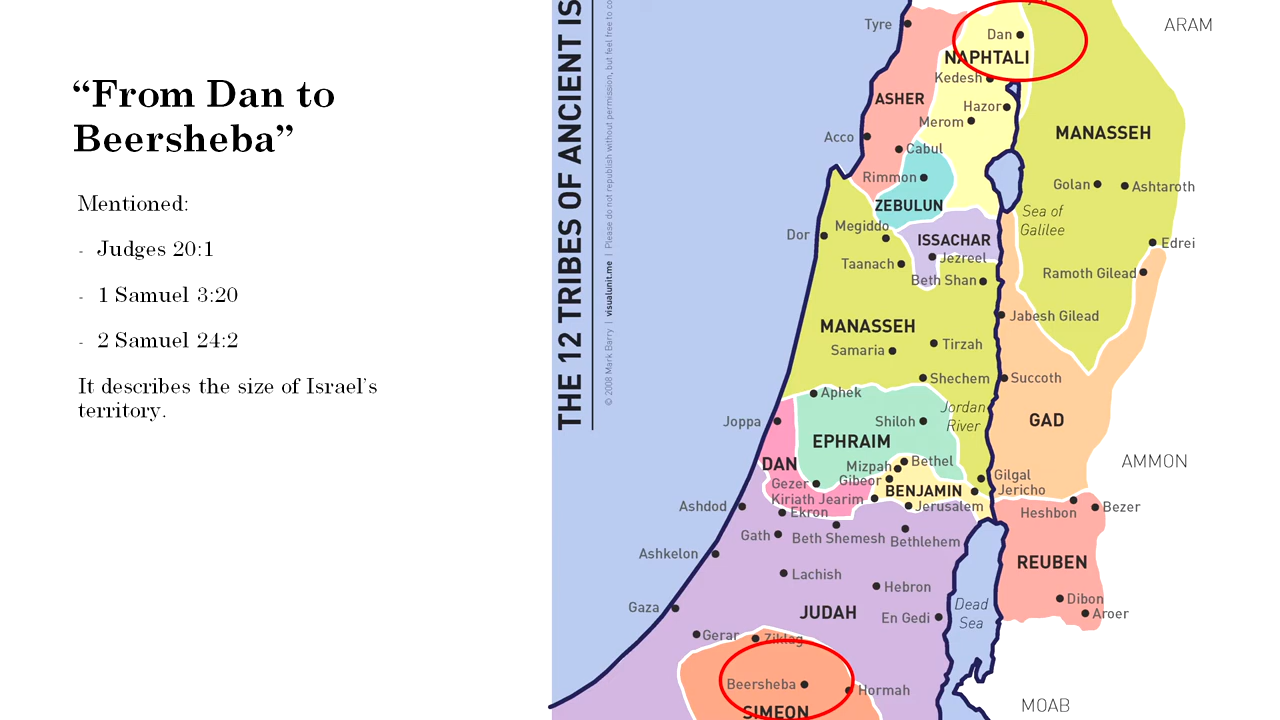 “From Dan to
Beersheba”
Mentioned:
- Judges 20:1
- 1 Samuel 3:20
- 2 Samuel 24:2
It describes the size of Israel’s
territory.
THE 12 TRIBES OF ANCIENT IS
© 2008 Mark Barry | visualunit.me | Please do not republish without permission, but feel free to co
Tyre
Dan
NAPHTALI
Kedesh
ARAM
ASHER
Hazor
Merom
MANASSEH
Acco
Cabul
Rimmon
Golan
Ashtaroth
ZEBULUN
Sea of
Galilee
Megiddo
Dor
ISSACHAR
Edrei
Taanach
Jezreel
Beth Shan
Ramoth Gilead
Jabesh Gilead
MANASSEH
Samaria
Tirzah
Shechem
Succoth
Aphek
Jordan
River
Joppa
Shiloh
GAD
EPHRAIM
DAN
Mizpah
Bethel
AMMON
Gezer
Gibeor
BENJAMIN
Gilgal
Jericho
Kiriath Jearim
Ashdod
Ekron
Jerusalem
Heshbon
Bezer
Gath
Beth Shemesh
Bethlehem
Ashkelon
REUBEN
Lachish
Hebron
Dibon
Gaza
JUDAH
En Gedi
Dead
Sea
Aroer
Gerar
Ziklag
Beersheba
Hormah
SIMEON
MOAB